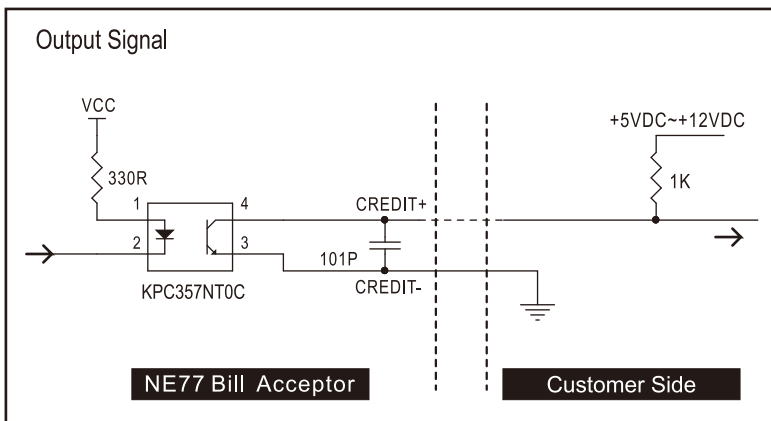 Output Signal
VCC
+5VDC~+12VDC
330R
1K
1
4
CREDIT+
2
3
101P
KPC357NT0C
CREDIT-
NE77 Bill Acceptor
Customer Side